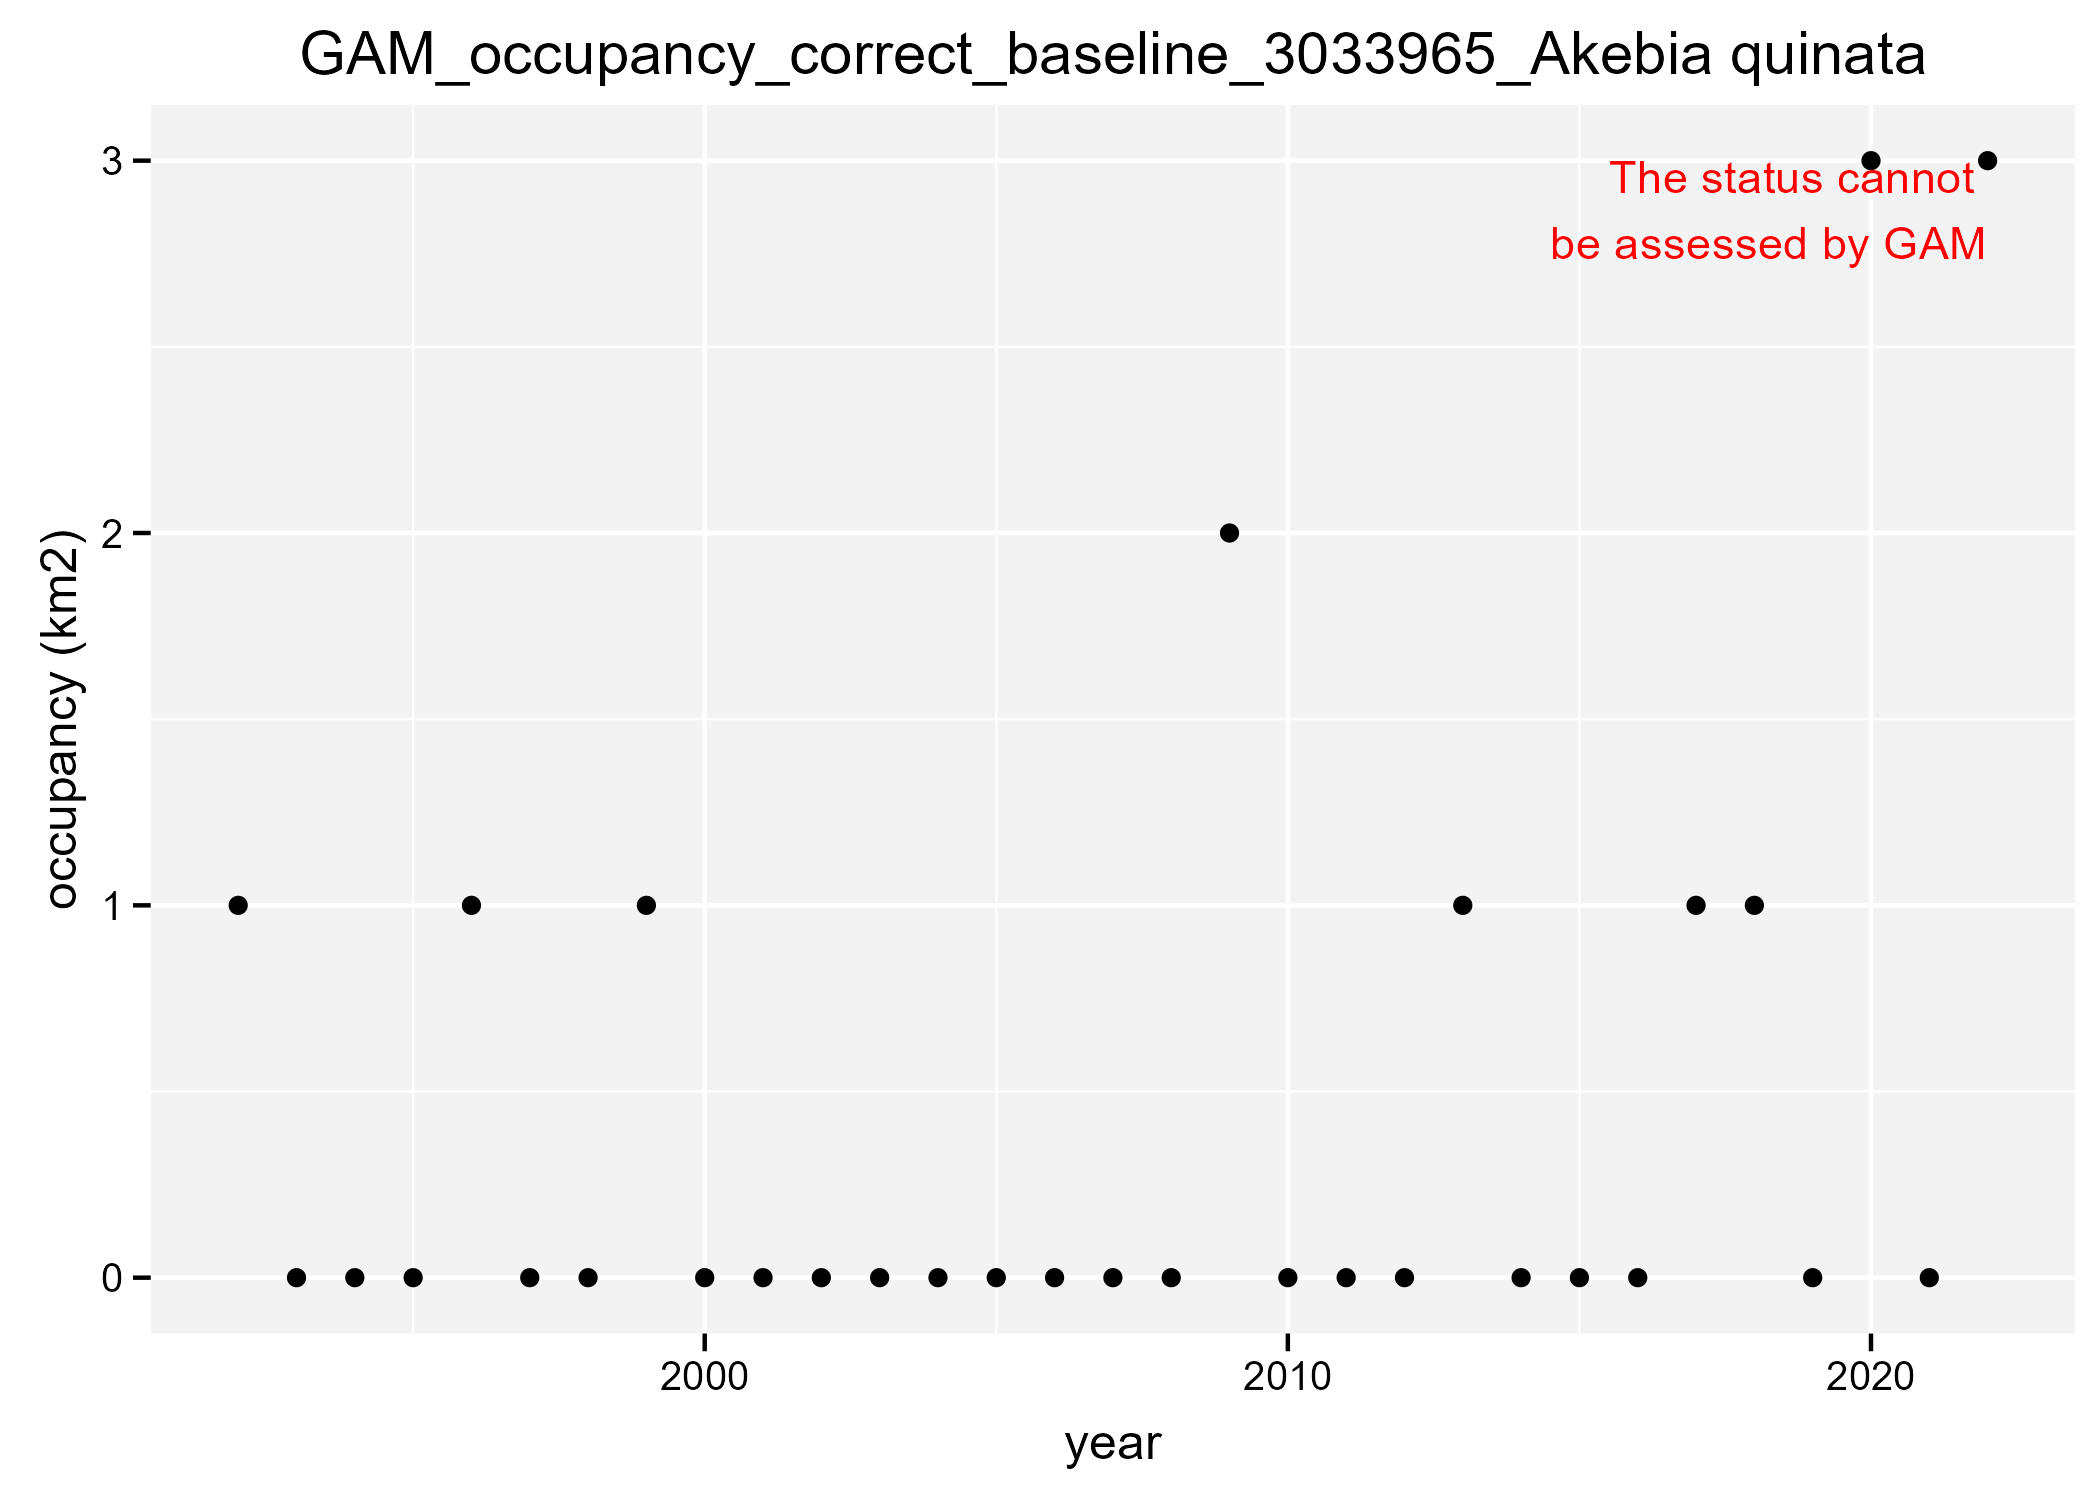 GAM_occupancy_correct_baseline_3033965_Akebia quinata
3
The status cannot
be assessed by GAM
2
occupancy (km2)
1
0
2000 2010 2020
year